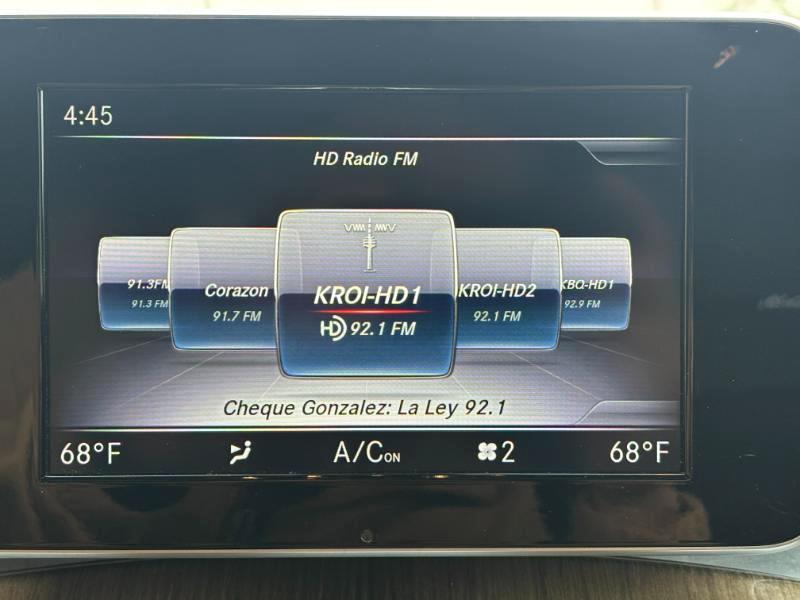 4:45
HD Radio FM
91.3FM
91.3 FM
Corazon
91.7 FM
KROI-HD1
HD 92.1 FM
KROI-HD2
92.1 FM
KBQ-HD1
92.9 FM
Cheque Gonzalez: La Ley 92.1
68°F A/C ON 2 68°F